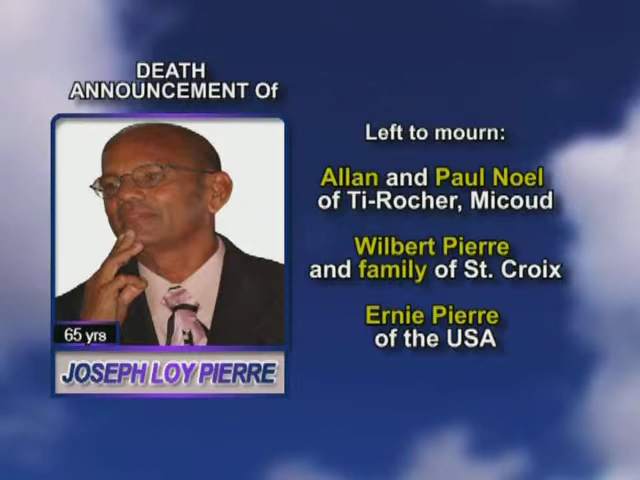 DEATH
ANNOUNCEMENT Of
65 yrs
JOSEPH LOY PIERRE
Left to mourn:
Allan and Paul Noel
of Ti-Rocher, Micoud
Wilbert Pierre
and family of St. Croix
Ernie Pierre
of the USA